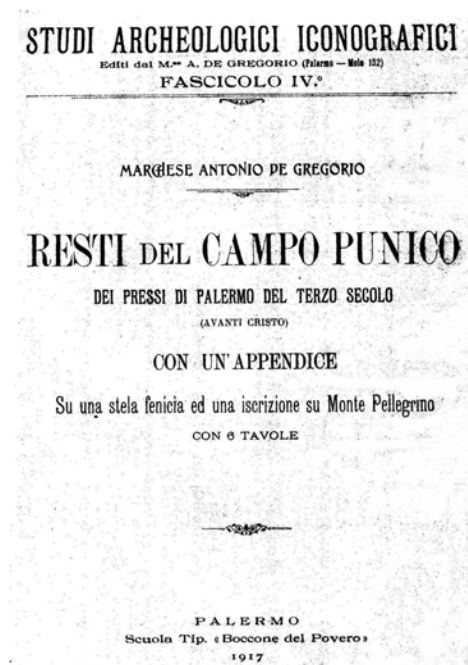 STUDI ARCHEOLOGICI ICONOGRAFICI
Editi dal M.se A. DE GREGORIO (Palermo — Molo 132)
FASCICOLO IV.°
MARCHESE ANTONIO DE GREGORIO
RESTI DEL CAMPO PUNICO
DEI PRESSI DI PALERMO DEL TERZO SECOLO
(AVANTI CRISTO)
CON UN'APPENDICE
Su una stela fenicia ed una iscrizione su Monte Pellegrino
CON 6 TAVOLE
PALERMO
Scuola Tip. « Boccone del Povero »
1917